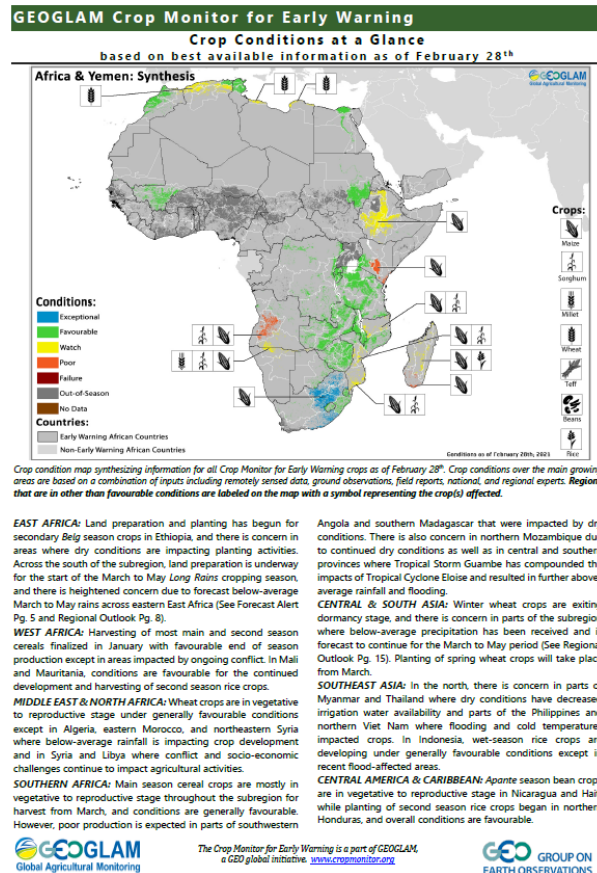 GEOGLAM Crop Monitor for Early Warning
Crop Conditions at a Glance
based on best available information as of February 28th
Africa & Yemen: Synthesis
GEOGLAM
Global Agricultural Monitoring
Crops:
Maize
Sorghum
Millet
Wheat
Teff
Beans
Rice
Conditions:
Exceptional
Favourable
Watch
Poor
Failure
Out-of-Season
No Data
Countries:
Early Warning African Countries
Non-Early Warning African Countries
Conditions as of February 28th, 2021
Crop condition map synthesizing information for all Crop Monitor for Early Warning crops as of February 28th. Crop conditions over the main growin
areas are based on a combination of inputs including remotely sensed data, ground observations, field reports, national, and regional experts. Region
that are in other than favourable conditions are labeled on the map with a symbol representing the crop(s) affected.
EAST AFRICA: Land preparation and planting has begun for
secondary Belg season crops in Ethiopia, and there is concern in
areas where dry conditions are impacting planting activities.
Across the south of the subregion, land preparation is underway
for the start of the March to May Long Rains cropping season,
and there is heightened concern due to forecast below-average
March to May rains across eastern East Africa (See Forecast Alert
Pg. 5 and Regional Outlook Pg. 8).
WEST AFRICA: Harvesting of most main and second season
cereals finalized in January with favourable end of season
production except in areas impacted by ongoing conflict. In Mali
and Mauritania, conditions are favourable for the continued
development and harvesting of second season rice crops.
MIDDLE EAST & NORTH AFRICA: Wheat crops are in vegetative
to reproductive stage under generally favourable conditions
except in Algeria, eastern Morocco, and northeastern Syria
where below-average rainfall is impacting crop development
and in Syria and Libya where conflict and socio-economic
challenges continue to impact agricultural activities.
SOUTHERN AFRICA: Main season cereal crops are mostly in
vegetative to reproductive stage throughout the subregion for
harvest from March, and conditions are generally favourable.
However, poor production is expected in parts of southwestern
Angola and southern Madagascar that were impacted by dr
conditions. There is also concern in northern Mozambique du
to continued dry conditions as well as in central and souther
provinces where Tropical Storm Guambe has compounded th
impacts of Tropical Cyclone Eloise and resulted in further above
average rainfall and flooding.
CENTRAL & SOUTH ASIA: Winter wheat crops are exitin
dormancy stage, and there is concern in parts of the subregio
where below-average precipitation has been received and i
forecast to continue for the March to May period (See Regiona
Outlook Pg. 15). Planting of spring wheat crops will take plac
from March.
SOUTHEAST ASIA: In the north, there is concern in parts o
Myanmar and Thailand where dry conditions have decrease
irrigation water availability and parts of the Philippines an
northern Viet Nam where flooding and cold temperature
impacted crops. In Indonesia, wet-season rice crops ar
developing under generally favourable conditions except i
recent flood-affected areas.
CENTRAL AMERICA & CARIBBEAN: Apante season bean crop
are in vegetative to reproductive stage in Nicaragua and Hait
while planting of second season rice crops began in norther
Honduras, and overall conditions are favourable.
GEOGLAM
Global Agricultural Monitoring
The Crop Monitor for Early Warning is a part of GEOGLAM,
a GEO global initiative. www.cropmonitor.org
GEO GROUP ON
EARTH OBSERVATIONS